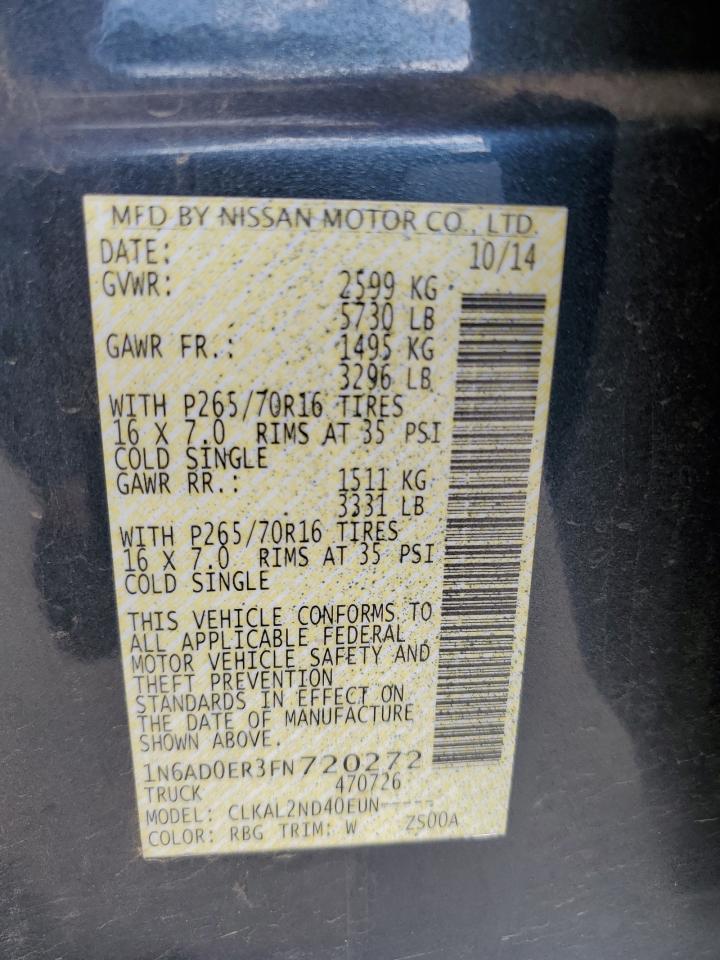 MFD BY NISSAN MOTOR CO., LTD.
DATE: 10/14
GVWR: 2599 KG
5730 LB
GAWR FR.: 1495 KG
3296 LB
WITH P265/70R16 TIRES
16 X 7.0 RIMS AT 35 PSI
COLD SINGLE
GAWR RR.: 1511 KG
3331 LB
WITH P265/70R16 TIRES
16 X 7.0 RIMS AT 35 PSI
COLD SINGLE
THIS VEHICLE CONFORMS TO
ALL APPLICABLE FEDERAL
MOTOR VEHICLE SAFETY AND
THEFT PREVENTION
STANDARDS IN EFFECT ON
THE DATE OF MANUFACTURE
SHOWN ABOVE.
1N6AD0ER3FN720272
TRUCK 470726
MODEL: CLKAL2ND40EUN-----
COLOR: RBG TRIM: W ZS00A